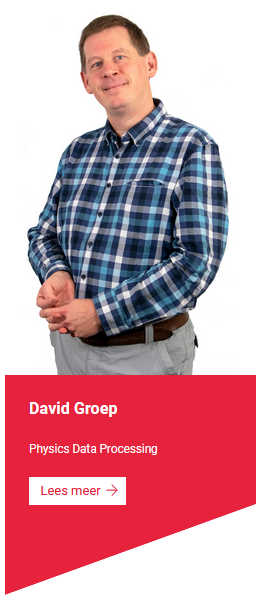 David Groep
Physics Data Processing
Lees meer →